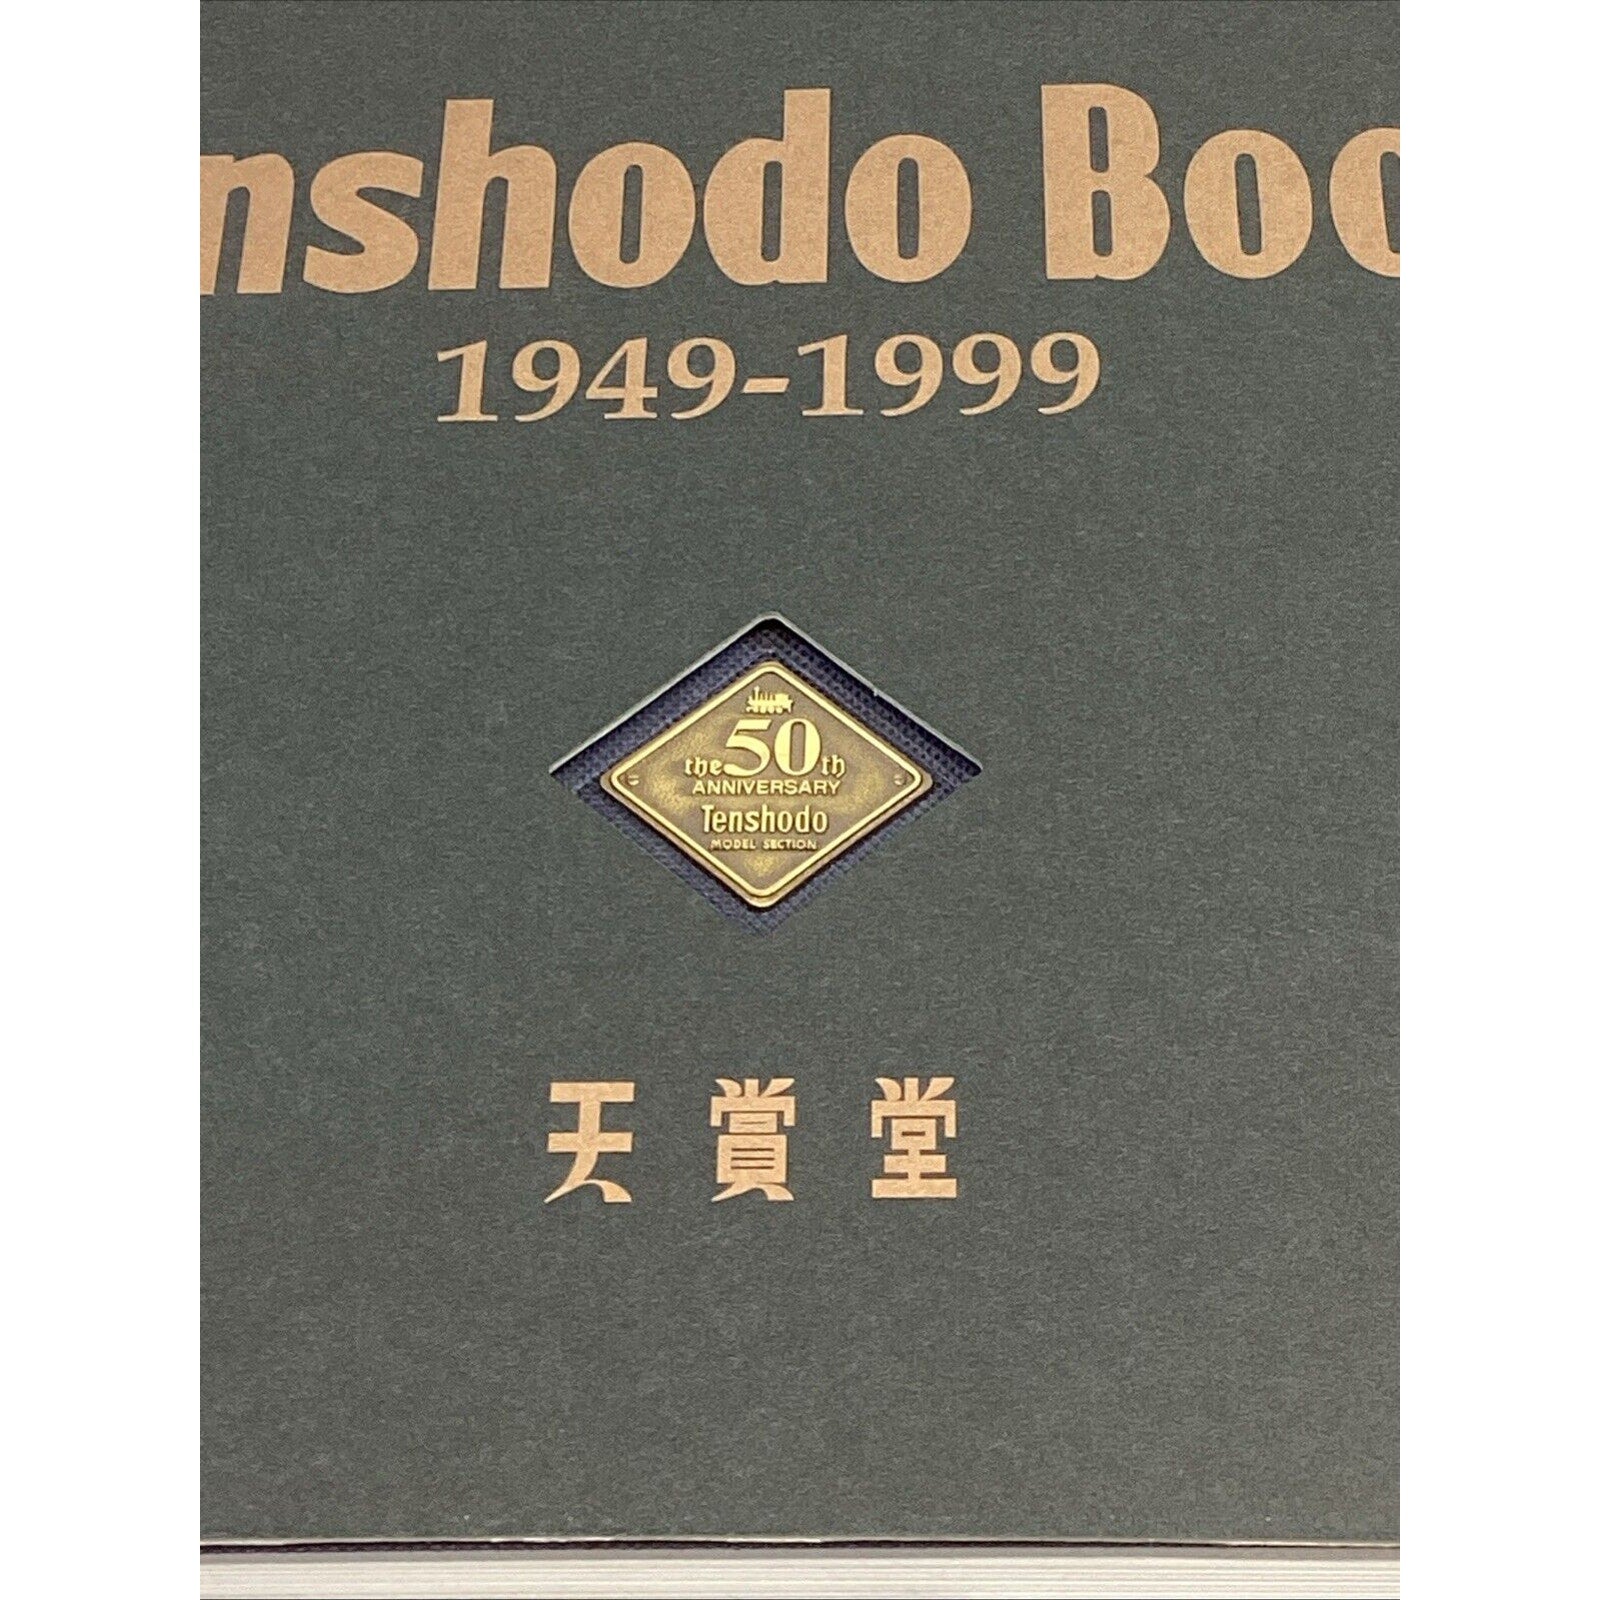 nshodo Boo
1949-1999
the 50th
ANNIVERSARY
Tenshodo
MODEL SECTION
天賞堂